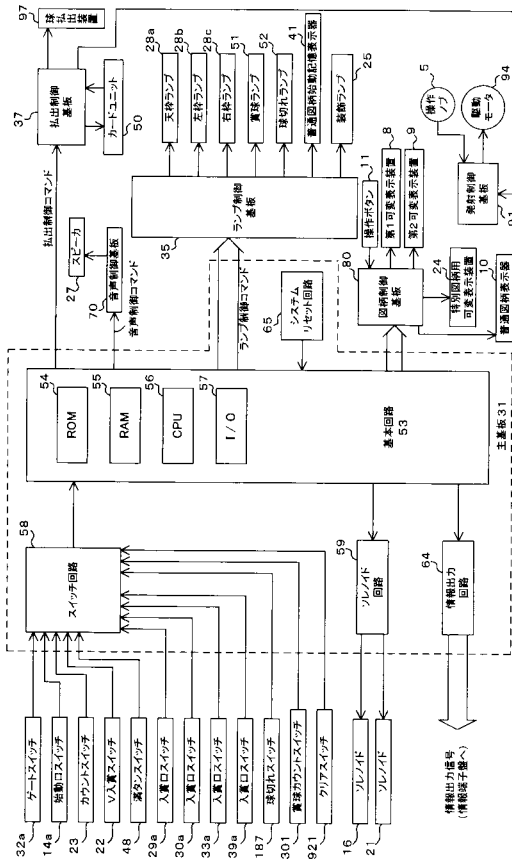 97
球払出装置
37
払出制御
基板
カードユニット
50
払出制御コマンド
スピーカ
27
音声制御基板
70
音声制御コマンド
28a
天枠ランプ
28b
左枠ランプ
28c
右枠ランプ
51
賞球ランプ
52
球切れランプ
41
普通図柄始動記憶表示器
25
装飾ランプ
ランプ制御
基板
35
ランプ制御コマンド
システム
リセット回路
65
5
操作
ノブ
94
駆動
モータ
発射制御
基板
91
11
操作ボタン
8
第1可変表示装置
9
第2可変表示装置
80
図柄制御
基板
24
特別図柄用
可変表示装置
10
普通図柄表示器
54
ROM
55
RAM
56
CPU
57
I/O
基本回路
53
主基板 31
58
スイッチ回路
59
ソレノイド
回路
64
情報出力
回路
32a
ゲートスイッチ
14a
始動口スイッチ
23
カウントスイッチ
22
V入賞スイッチ
48
満タンスイッチ
29a
入賞口スイッチ
30a
入賞口スイッチ
33a
入賞口スイッチ
39a
入賞口スイッチ
187
球切れスイッチ
301
賞球カウントスイッチ
921
クリアスイッチ
16
ソレノイド
21
ソレノイド
情報出力信号
(情報端子盤へ)